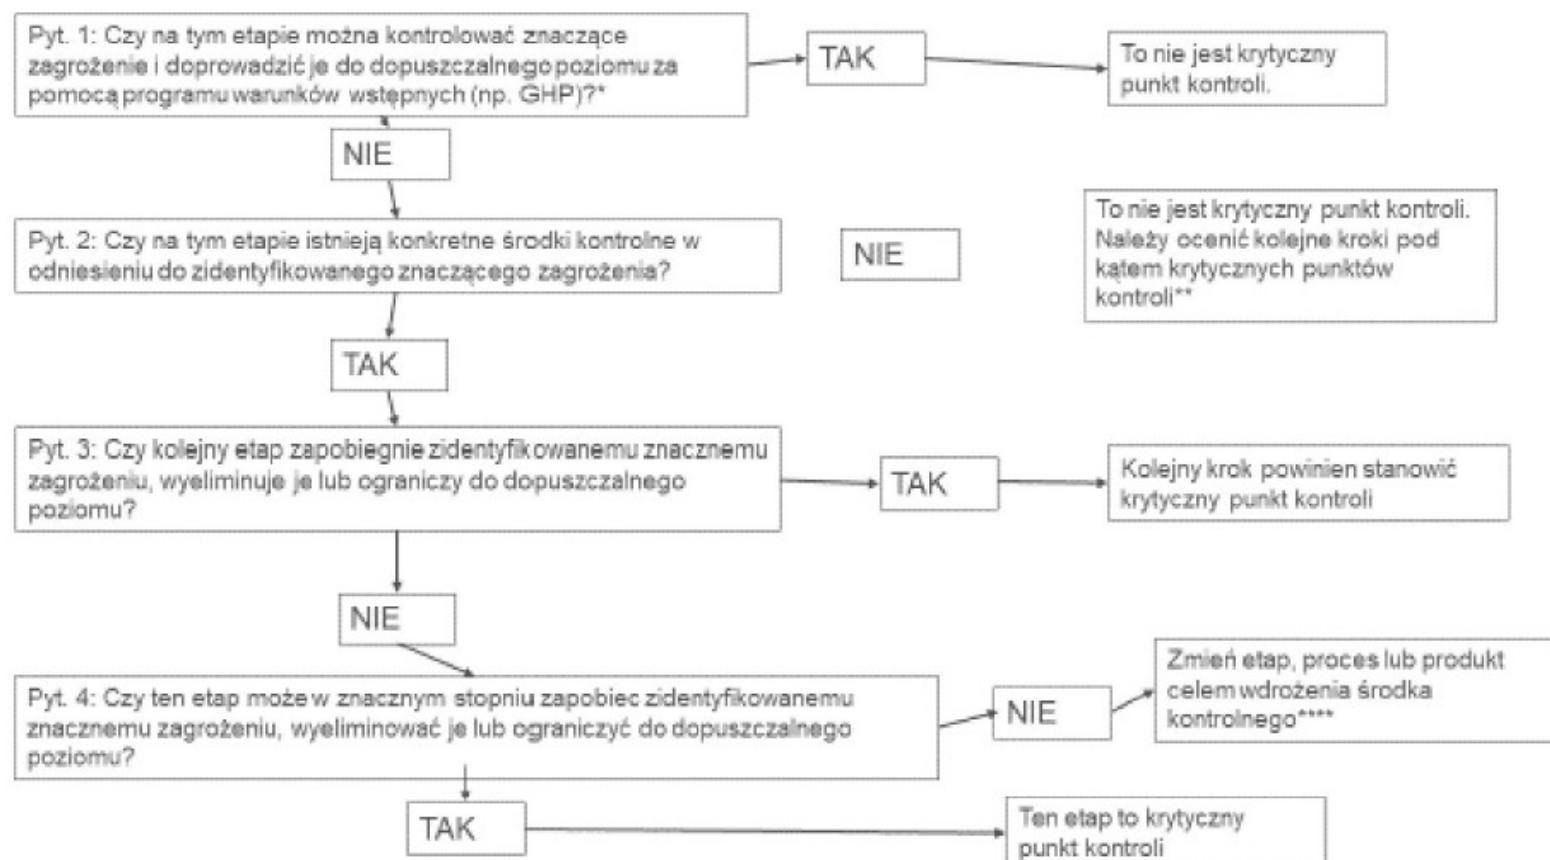 Pyt. 1: Czy na tym etapie można kontrolować znaczące
zagrożenie i doprowadzić je do dopuszczalnego poziomu za
pomocą programu warunków wstępnych (np. GHP)?*
TAK
To nie jest krytyczny
punkt kontroli.
NIE
Pyt. 2: Czy na tym etapie istnieją konkretne środki kontrolne w
odniesieniu do zidentyfikowanego znaczącego zagrożenia?
NIE
To nie jest krytyczny punkt kontroli.
Należy ocenić kolejne kroki pod
kątem krytycznych punktów
kontroli**
TAK
Pyt. 3: Czy kolejny etap zapobiegnie zidentyfikowanemu znacznemu
zagrożeniu, wyeliminuje je lub ograniczy do dopuszczalnego
poziomu?
TAK
Kolejny krok powinien stanowić
krytyczny punkt kontroli
NIE
Pyt. 4: Czy ten etap może w znacznym stopniu zapobiec zidentyfikowanemu
znacznemu zagrożeniu, wyeliminować je lub ograniczyć do dopuszczalnego
poziomu?
NIE
Zmień etap, proces lub produkt
celem wdrożenia środka
kontrolnego****
TAK
Ten etap to krytyczny
punkt kontroli